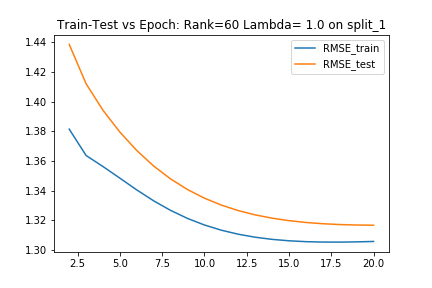 Train-Test vs Epoch: Rank=60 Lambda= 1.0 on split_1
RMSE_train
RMSE_test
1.44
1.42
1.40
1.38
1.36
1.34
1.32
1.30
2.5 5.0 7.5 10.0 12.5 15.0 17.5 20.0